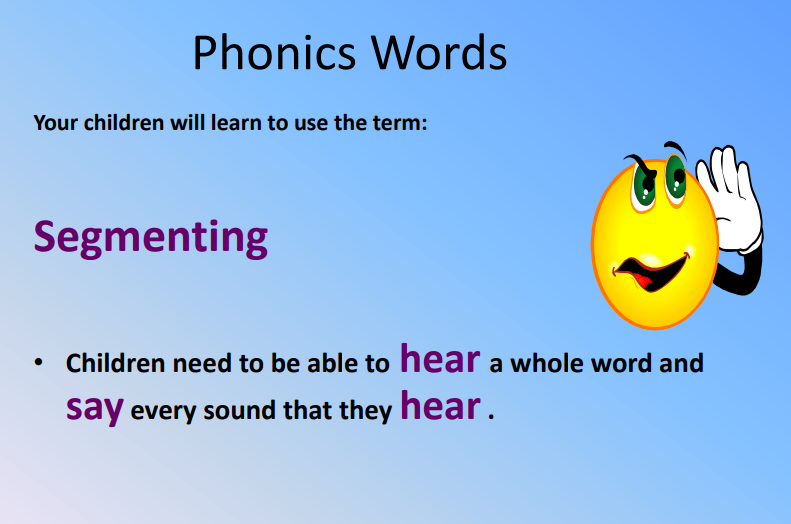 Phonics Words
Your children will learn to use the term:
Segmenting
• Children need to be able to hear a whole word and
say every sound that they hear .